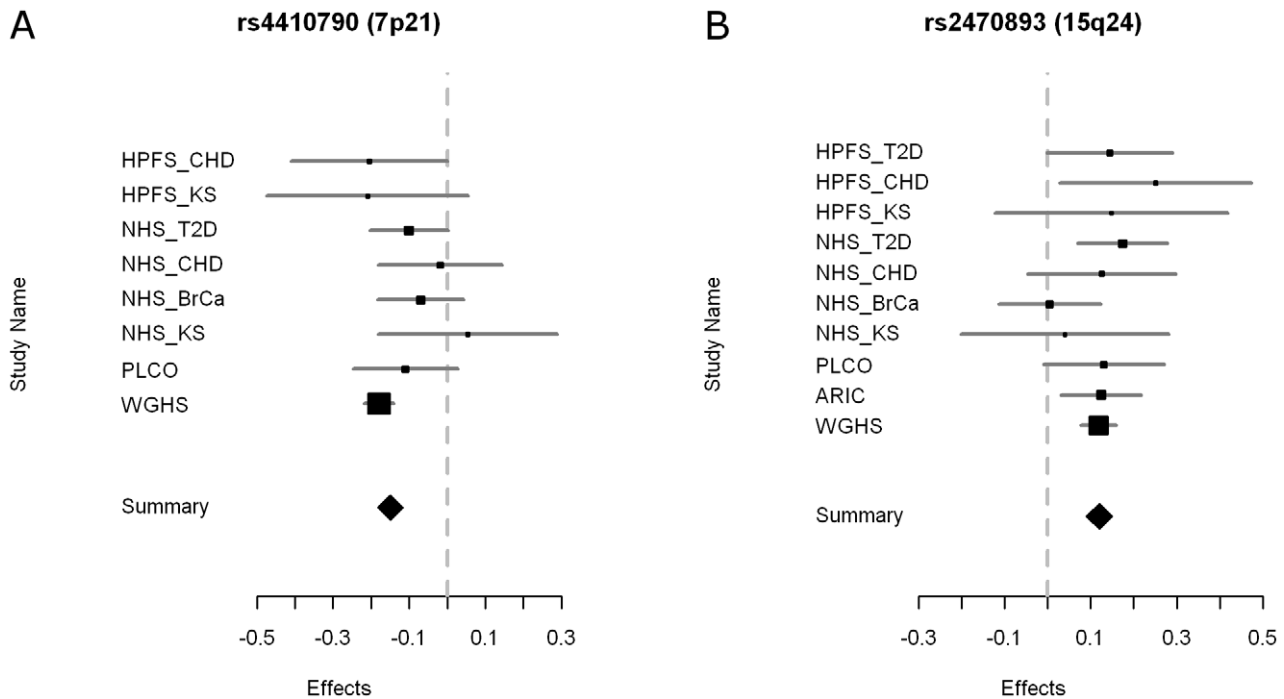 A
rs4410790 (7p21)
Study Name
HPFS_CHD
HPFS_KS
NHS_T2D
NHS_CHD
NHS_BrCa
NHS_KS
PLCO
WGHS
Summary
-0.5 -0.3 -0.1 0.1 0.3
Effects
B
rs2470893 (15q24)
Study Name
HPFS_T2D
HPFS_CHD
HPFS_KS
NHS_T2D
NHS_CHD
NHS_BrCa
NHS_KS
PLCO
ARIC
WGHS
Summary
-0.3 -0.1 0.1 0.3 0.5
Effects